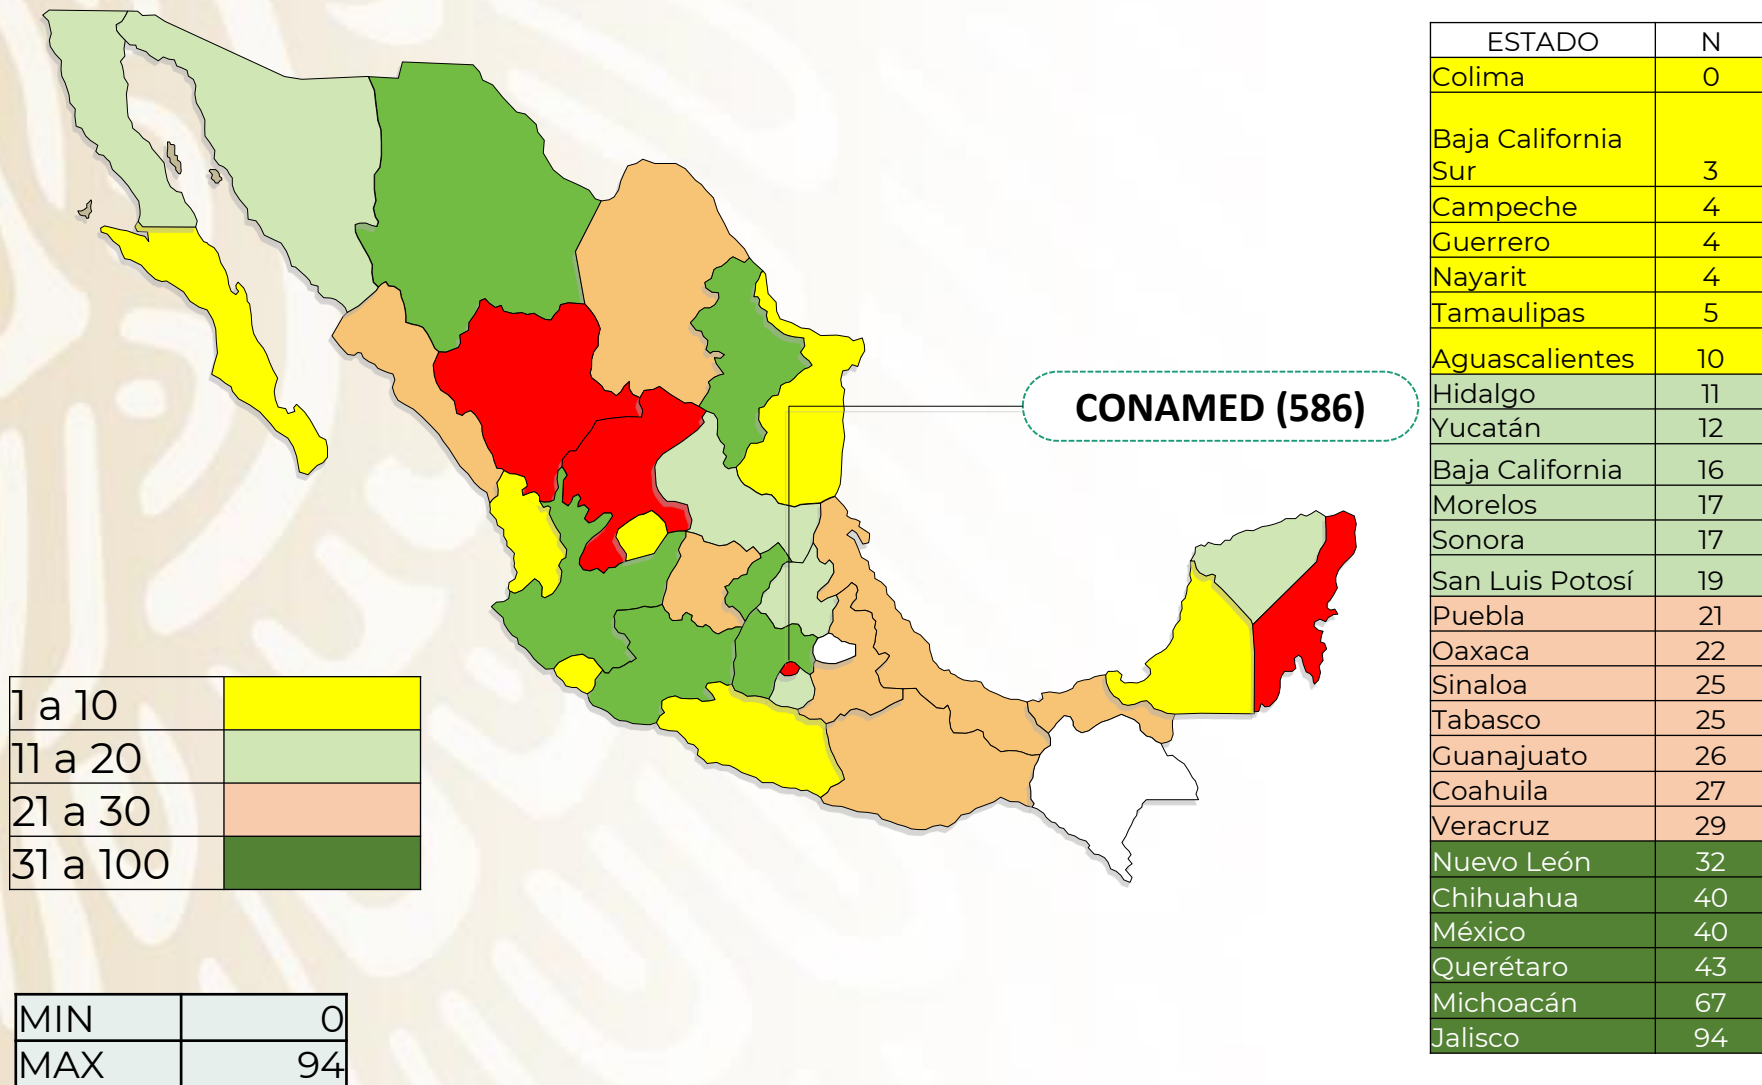 CONAMED (586)
1 a 10
11 a 20
21 a 30
31 a 100
MIN 0
MAX 94
ESTADO N
Colima 0
Baja California
Sur 3
Campeche 4
Guerrero 4
Nayarit 4
Tamaulipas 5
Aguascalientes 10
Hidalgo 11
Yucatán 12
Baja California 16
Morelos 17
Sonora 17
San Luis Potosí 19
Puebla 21
Oaxaca 22
Sinaloa 25
Tabasco 25
Guanajuato 26
Coahuila 27
Veracruz 29
Nuevo León 32
Chihuahua 40
México 40
Querétaro 43
Michoacán 67
Jalisco 94